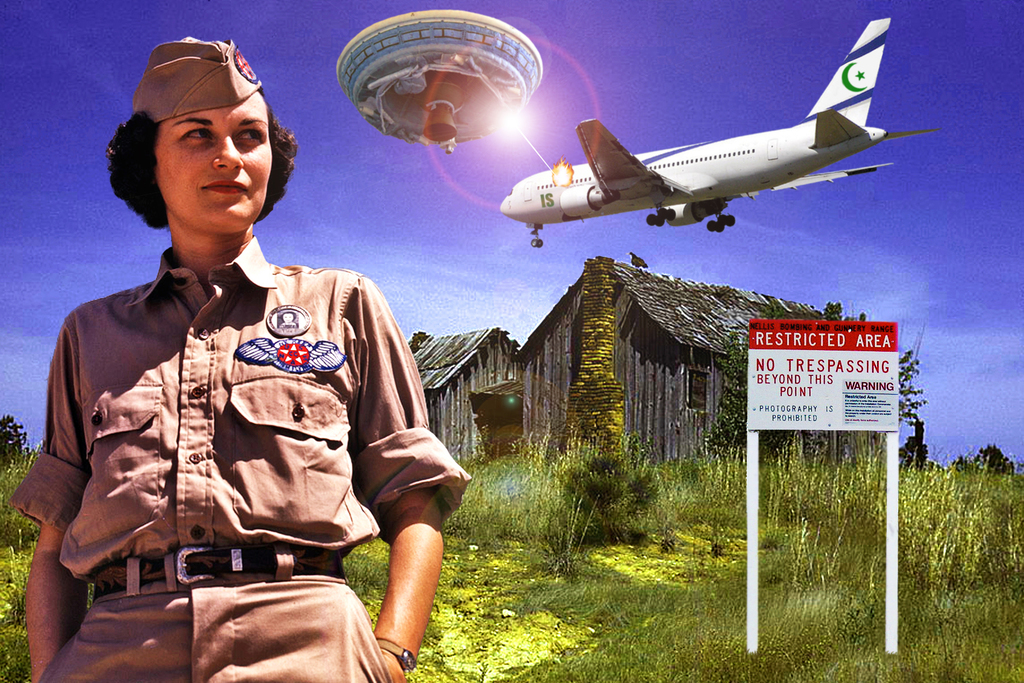 IS
NELLIS BOMBING AND GUNNERY RANGE
RESTRICTED AREA
NO TRESPASSING
BEYOND THIS
POINT
PHOTOGRAPHY IS
PROHIBITED
WARNING
Restricted Area